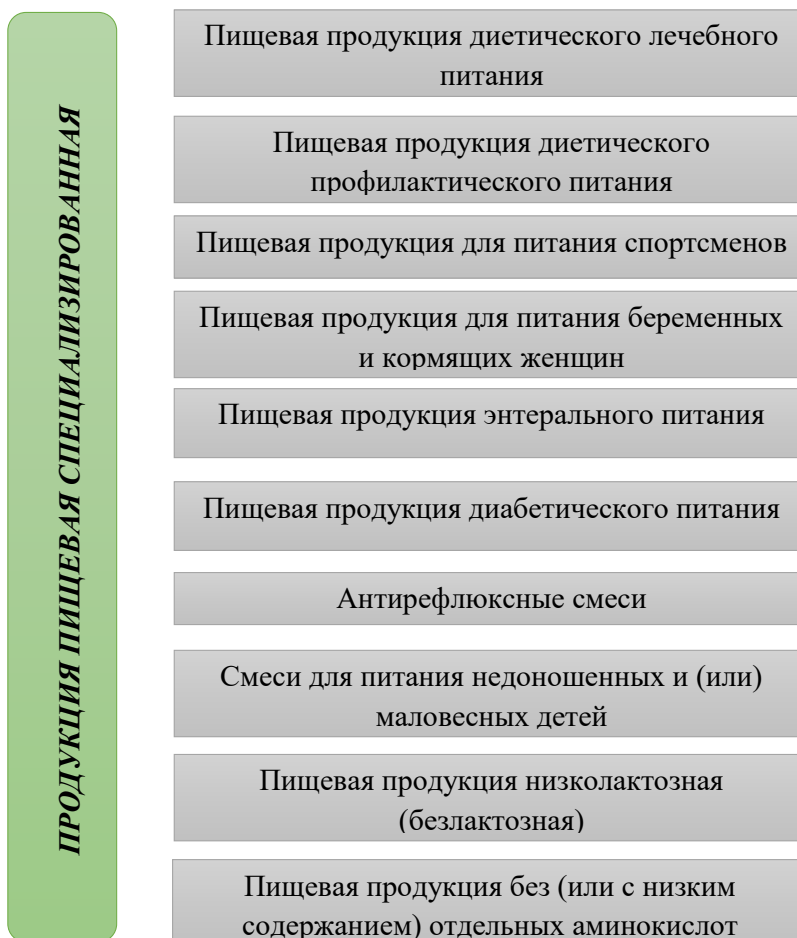 ПРОДУКЦИЯ ПИЩЕВАЯ СПЕЦИАЛИЗИРОВАННАЯ
Пищевая продукция диетического лечебного
питания
Пищевая продукция диетического
профилактического питания
Пищевая продукция для питания спортсменов
Пищевая продукция для питания беременных
и кормящих женщин
Пищевая продукция энтерального питания
Пищевая продукция диабетического питания
Антирефлюксные смеси
Смеси для питания недоношенных и (или)
маловесных детей
Пищевая продукция низколактозная
(безлактозная)
Пищевая продукция без (или с низким
содержанием) отдельных аминокислот